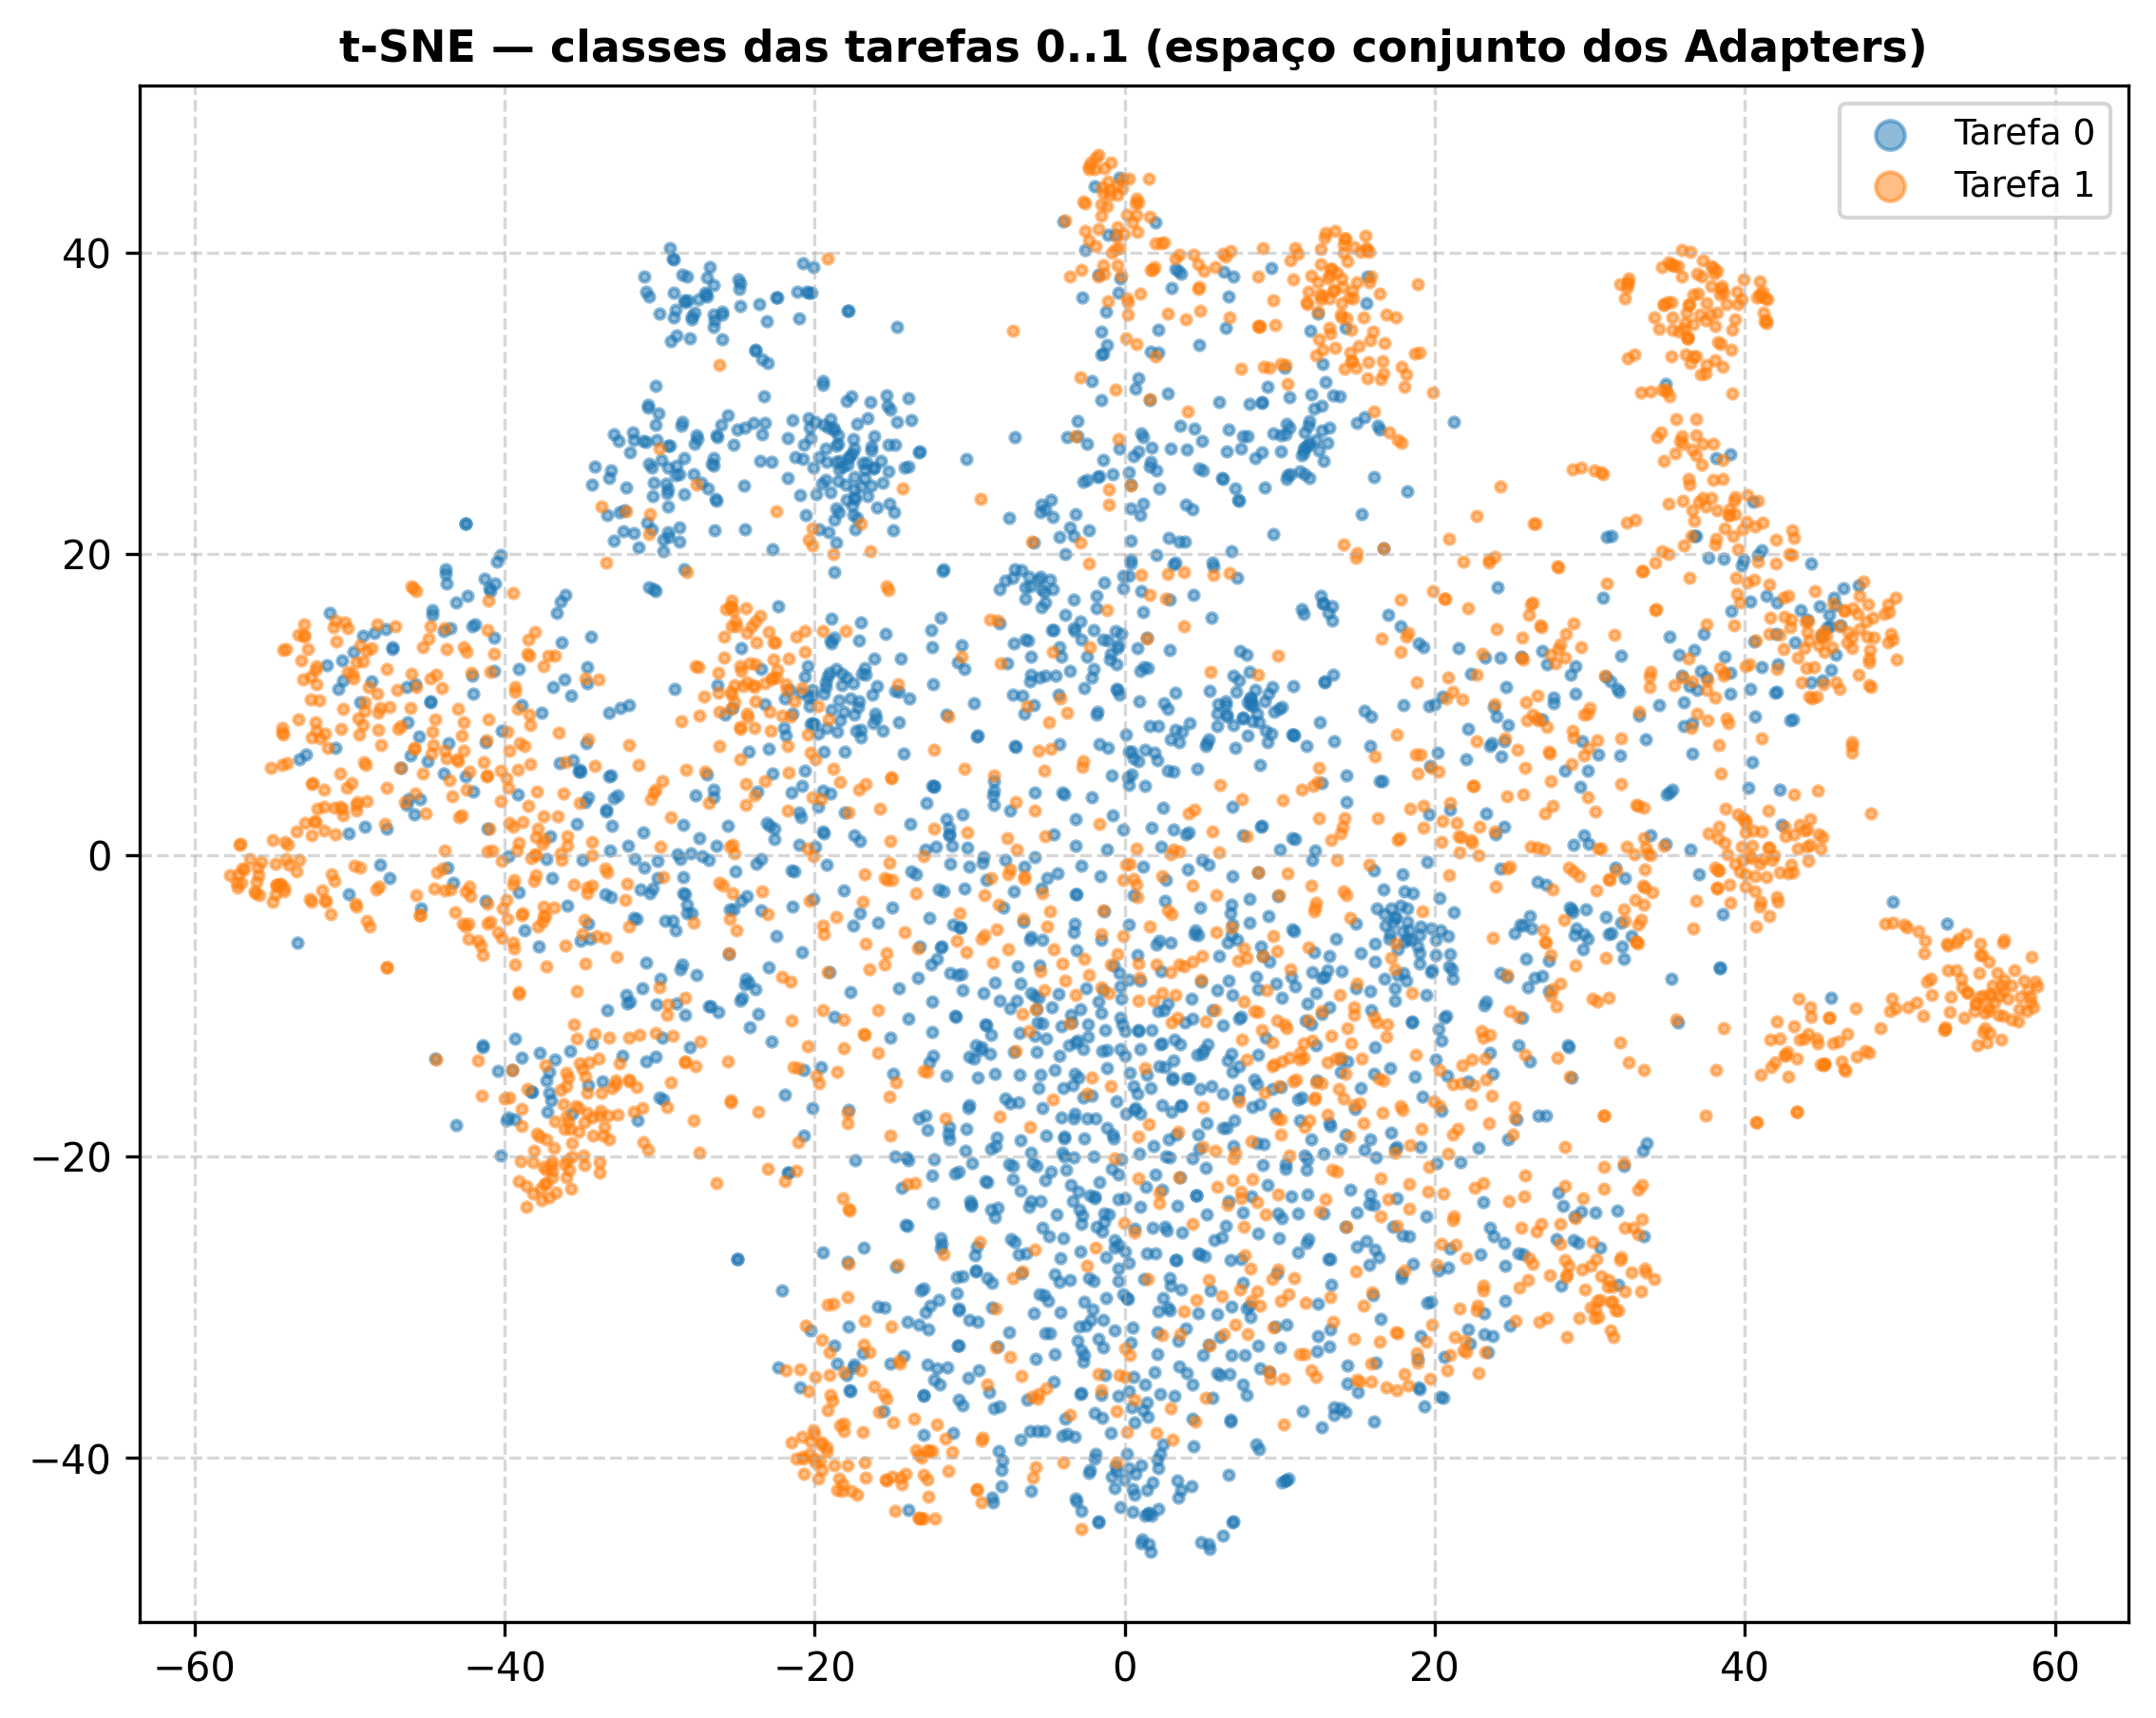 t-SNE — classes das tarefas 0..1 (espaço conjunto dos Adapters)
Tarefa 0
Tarefa 1
40
20
0
−20
−40
−60 −40 −20 0 20 40 60